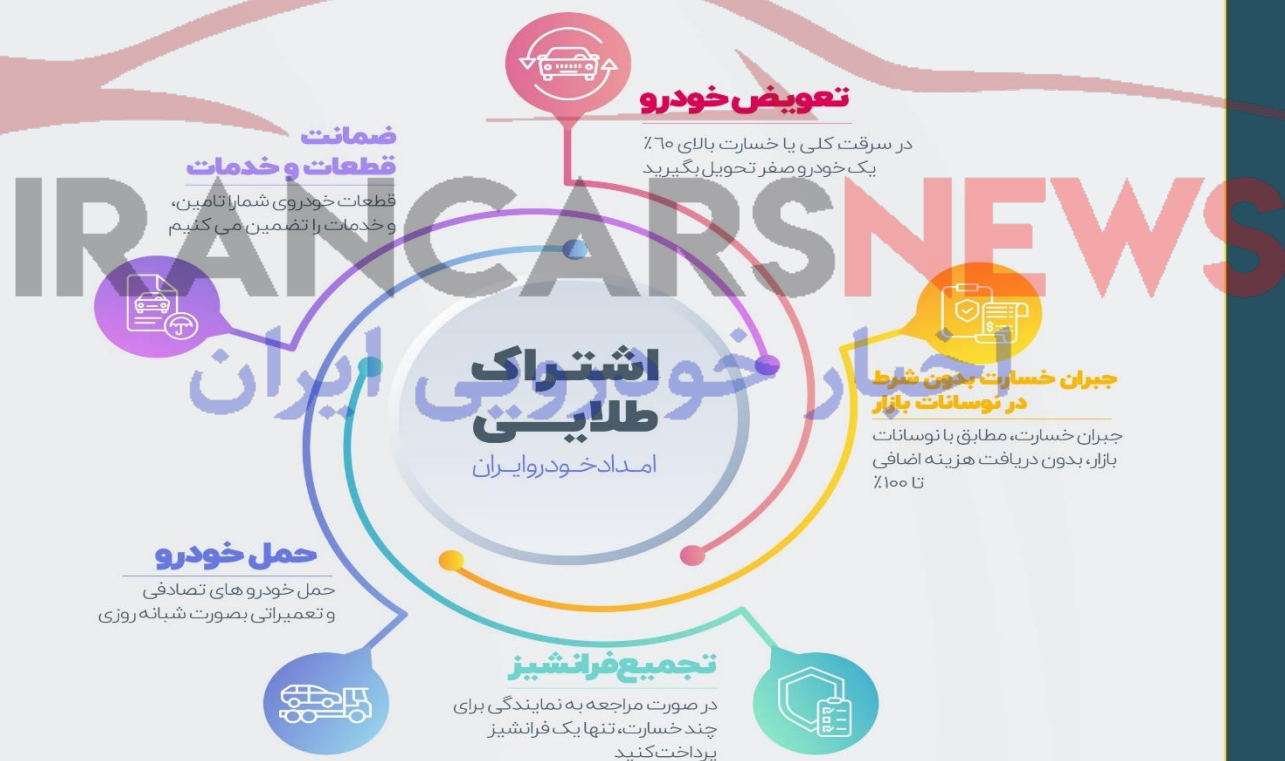 تعویض خودرو
در سرقت کلی یا خسارت بالای ۶۰٪
یک خودرو صفر تحویل بگیرید
ضمانت
قطعات و خدمات
قطعات خودروی شما را تامین،
و خدمات را تضمین می کنیم
IRANCARSNEWS
اخبار خودرویی ایران
اشتراک
طلایی
امدادخودروایران
جبران خسارت بدون شرط
در نوسانات بازار
جبران خسارت، مطابق با نوسانات
بازار، بدون دریافت هزینه اضافی
تا ۱۰۰٪
حمل خودرو
حمل خودرو های تصادفی
و تعمیراتی بصورت شبانه روزی
تجمیع فرانشیز
در صورت مراجعه به نمایندگی برای
چند خسارت، تنها یک فرانشیز
پرداخت کنید